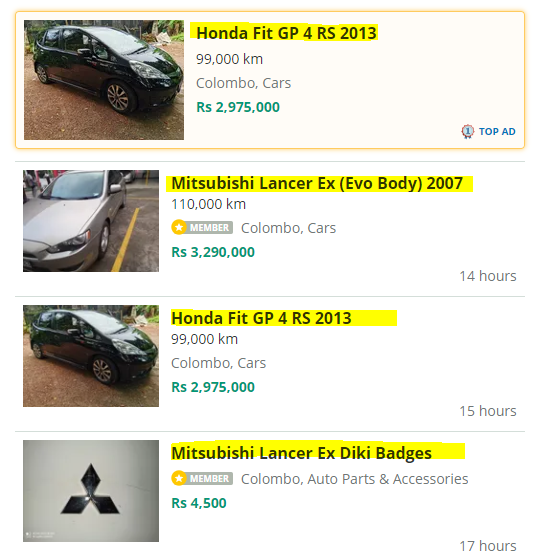 Honda Fit GP 4 RS 2013
99,000 km
Colombo, Cars
Rs 2,975,000
1 TOP AD
Mitsubishi Lancer Ex (Evo Body) 2007
110,000 km
MEMBER Colombo, Cars
Rs 3,290,000
14 hours
Honda Fit GP 4 RS 2013
99,000 km
Colombo, Cars
Rs 2,975,000
15 hours
Mitsubishi Lancer Ex Diki Badges
MEMBER Colombo, Auto Parts & Accessories
Rs 4,500
17 hours